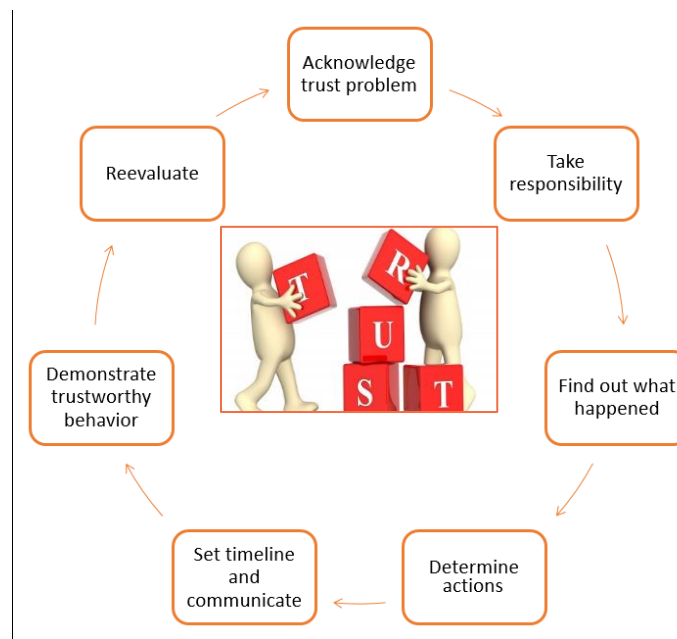 Acknowledge
trust problem
Take
responsibility
Find out what
happened
Determine
actions
Set timeline
and
communicate
Demonstrate
trustworthy
behavior
Reevaluate
T
R
U
S T